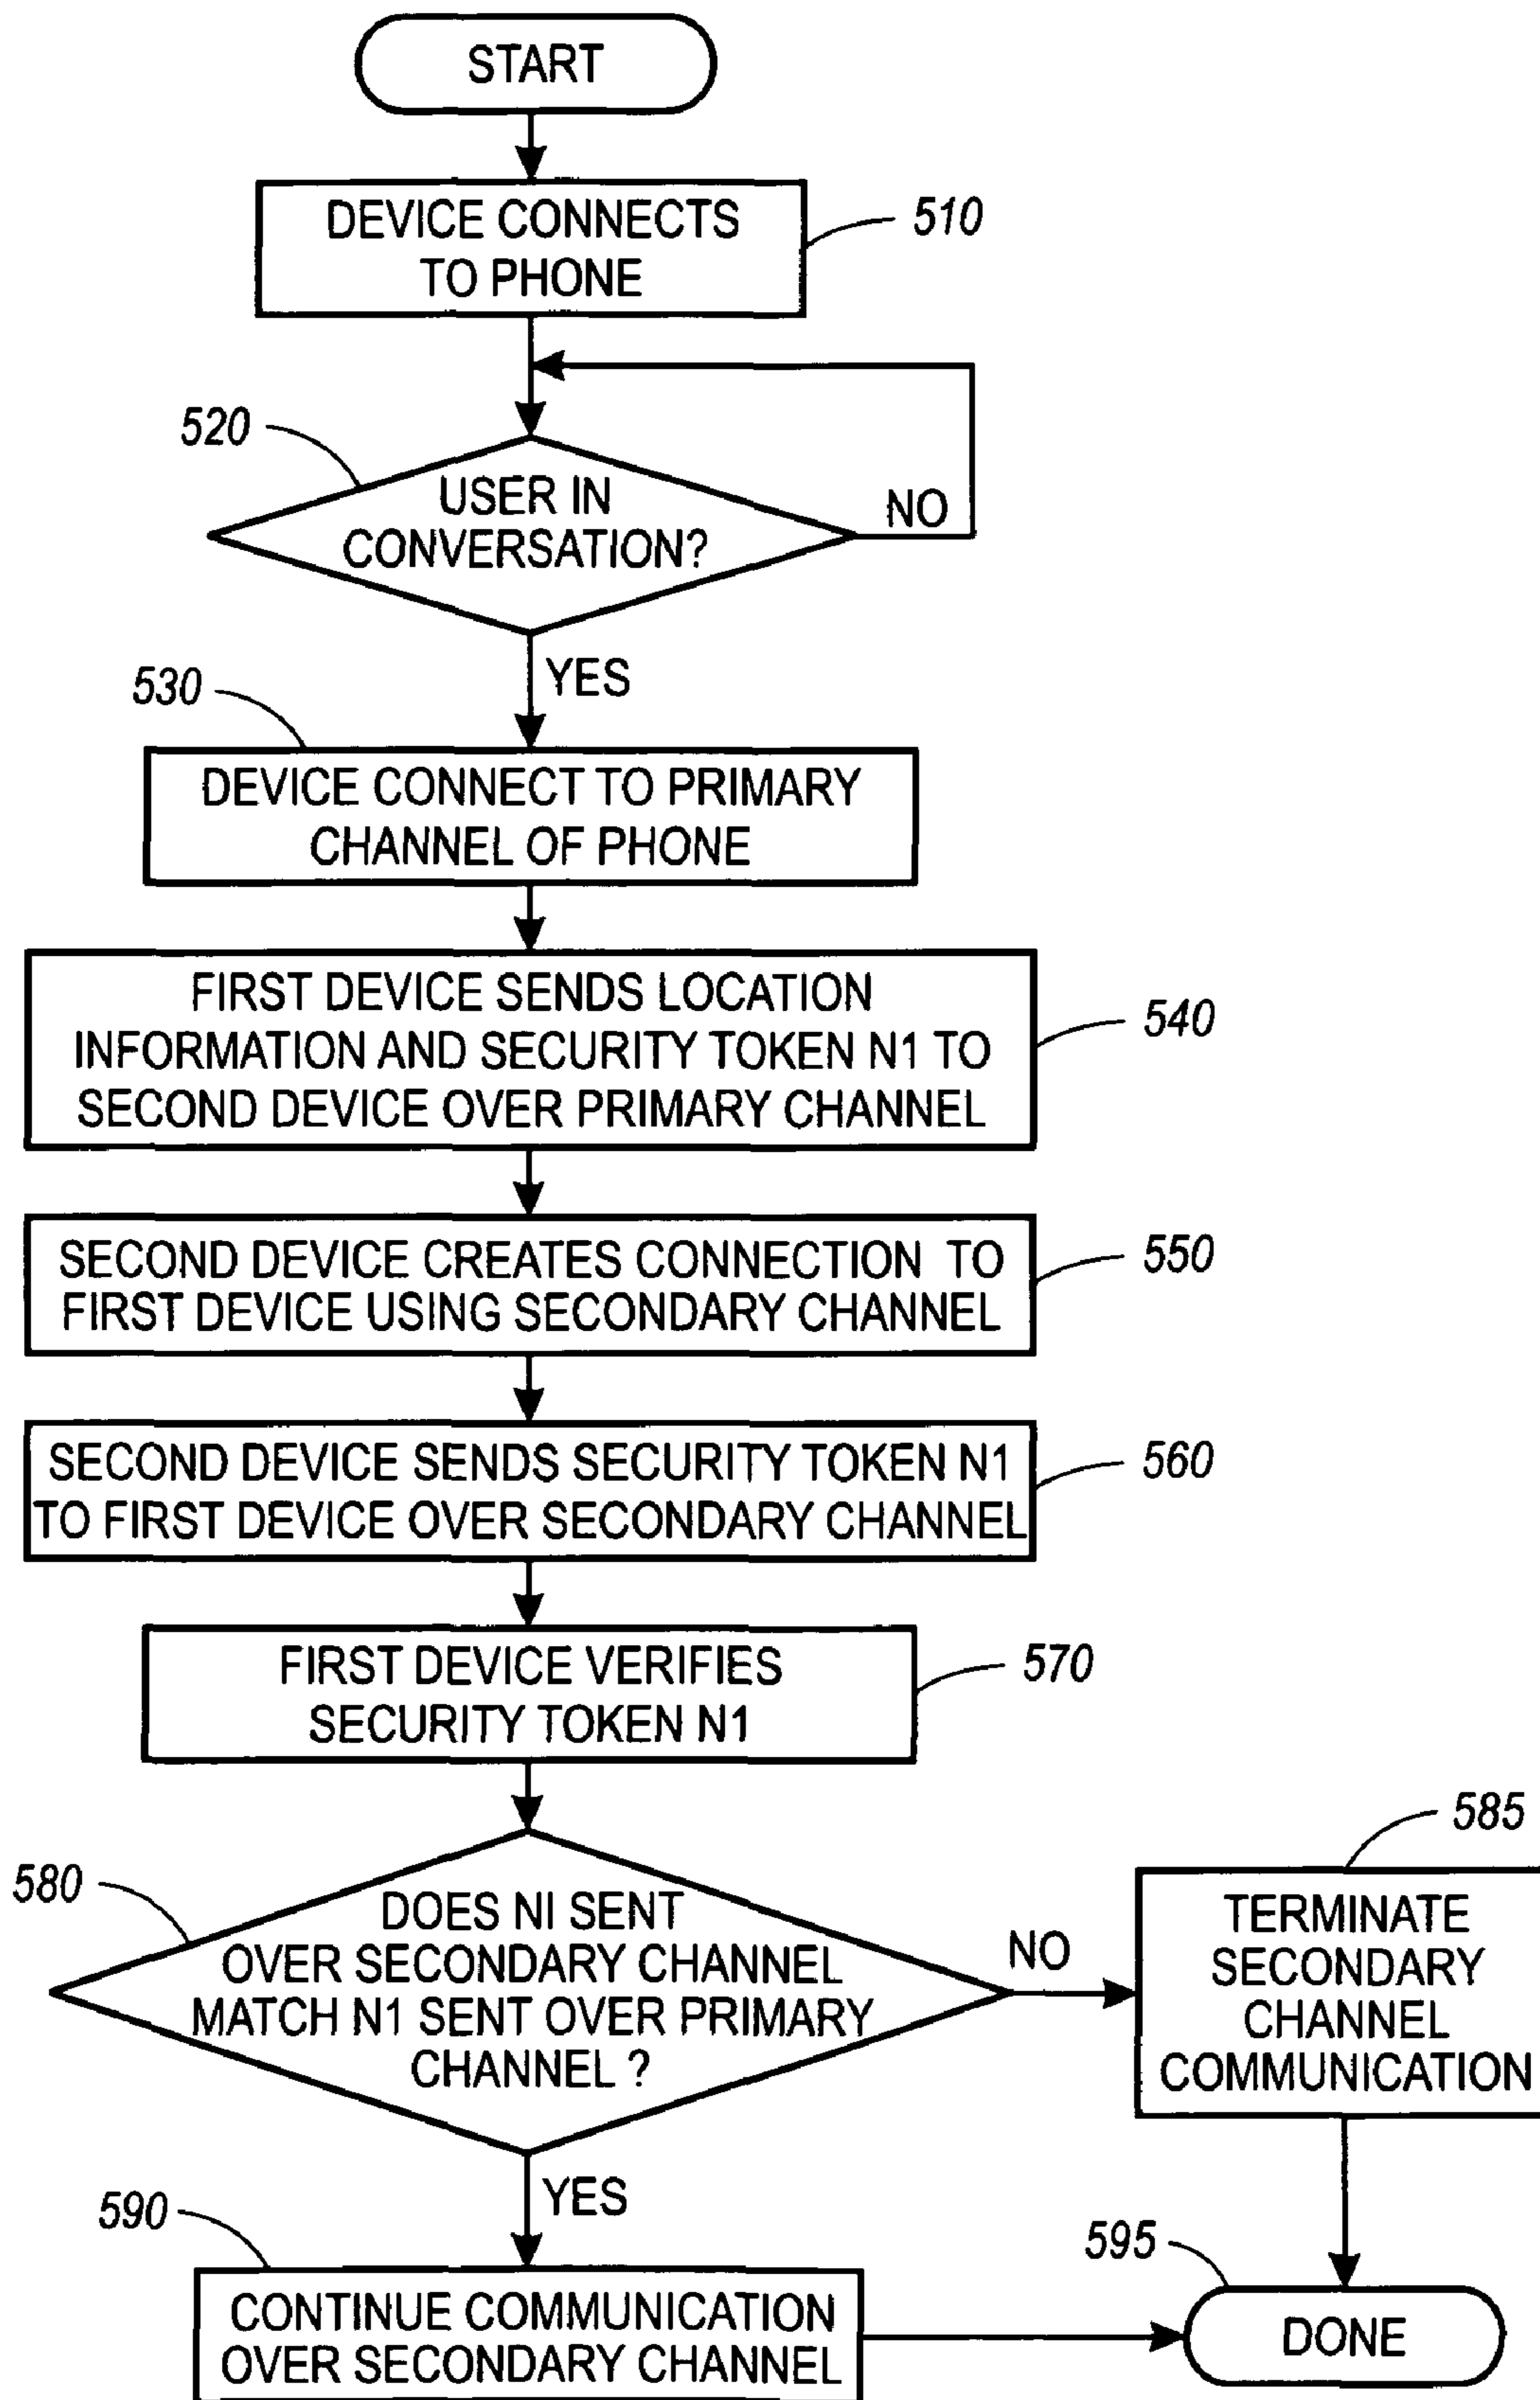 START
DEVICE CONNECTS
TO PHONE
510
520
USER IN
CONVERSATION?
NO
YES
530
DEVICE CONNECT TO PRIMARY
CHANNEL OF PHONE
FIRST DEVICE SENDS LOCATION
INFORMATION AND SECURITY TOKEN N1 TO
SECOND DEVICE OVER PRIMARY CHANNEL
540
SECOND DEVICE CREATES CONNECTION TO
FIRST DEVICE USING SECONDARY CHANNEL
550
SECOND DEVICE SENDS SECURITY TOKEN N1
TO FIRST DEVICE OVER SECONDARY CHANNEL
560
FIRST DEVICE VERIFIES
SECURITY TOKEN N1
570
580
DOES NI SENT
OVER SECONDARY CHANNEL
MATCH N1 SENT OVER PRIMARY
CHANNEL ?
NO
585
TERMINATE
SECONDARY
CHANNEL
COMMUNICATION
YES
590
CONTINUE COMMUNICATION
OVER SECONDARY CHANNEL
595
DONE